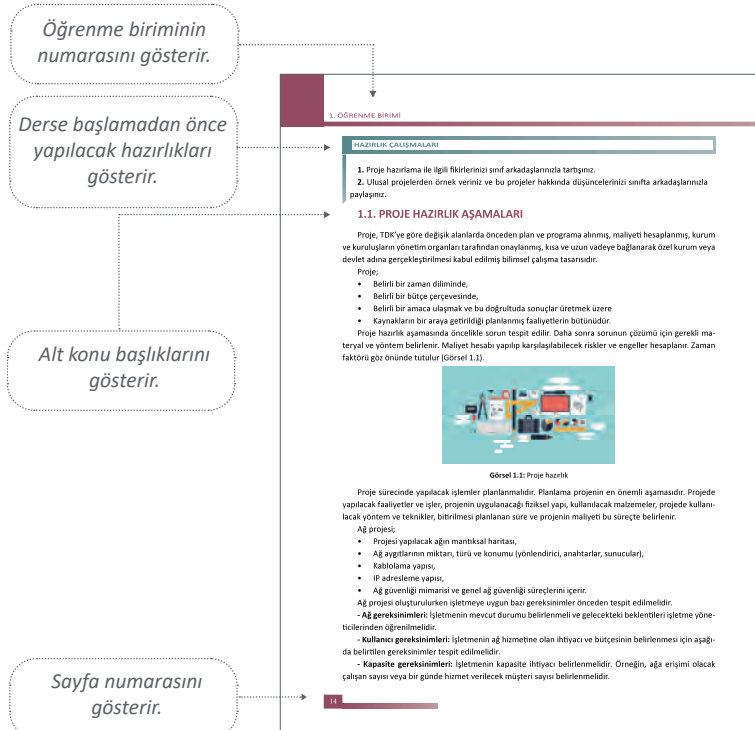 Öğrenme biriminin
numarasını gösterir.
1. ÖĞRENME BİRİMİ
Derse başlamadan önce
yapılacak hazırlıkları
gösterir.
HAZIRLIK ÇALIŞMALARI
1. Proje hazırlama ile ilgili fikirlerinizi sınıf arkadaşlarınızla tartışınız.
2. Ulusal projelerden örnek veriniz ve bu projeler hakkında düşüncelerinizi sınıfta arkadaşlarınızla
paylaşınız.
1.1. PROJE HAZIRLIK AŞAMALARI
Proje, TDK'ye göre değişik alanlarda önceden plan ve programa alınmış, maliyeti hesaplanmış, kurum
ve kuruluşların yönetim organları tarafından onaylanmış, kısa ve uzun vadeye bağlanarak özel kurum veya
devlet adına gerçekleştirilmesi kabul edilmiş bilimsel çalışma tasarısıdır.
Proje;
• Belirli bir zaman diliminde,
• Belirli bir bütçe çerçevesinde,
• Belirli bir amaca ulaşmak ve bu doğrultuda sonuçlar üretmek üzere
• Kaynakların bir araya getirildiği planlanmış faaliyetlerin bütünüdür.
Proje hazırlık aşamasında öncelikle sorun tespit edilir. Daha sonra sorunun çözümü için gerekli ma-
teryal ve yöntem belirlenir. Maliyet hesabı yapılıp karşılaşılabilecek riskler ve engeller hesaplanır. Zaman
faktörü göz önünde tutulur (Görsel 1.1).
Alt konu başlıklarını
gösterir.
Görsel 1.1: Proje hazırlık
Proje sürecinde yapılacak işlemler planlanmalıdır. Planlama projenin en önemli aşamasıdır. Projede
yapılacak faaliyetler ve işler, projenin uygulanacağı fiziksel yapı, kullanılacak malzemeler, projede kullanı-
lacak yöntem ve teknikler, bitirilmesi planlanan süre ve projenin maliyeti bu süreçte belirlenir.
Ağ projesi;
• Projesi yapılacak ağın mantıksal haritası,
• Ağ aygıtlarının miktarı, türü ve konumu (yönlendirici, anahtarlar, sunucular),
• Kablolama yapısı,
• IP adresleme yapısı,
• Ağ güvenliği mimarisi ve genel ağ güvenliği süreçlerini içerir.
Ağ projesi oluşturulurken işletmeye uygun bazı gereksinimler önceden tespit edilmelidir.
- Ağ gereksinimleri: İşletmenin mevcut durumu belirlenmeli ve gelecekteki beklentileri işletme yöne-
ticilerinden öğrenilmelidir.
- Kullanıcı gereksinimleri: İşletmenin ağ hizmetine olan ihtiyacı ve bütçesinin belirlenmesi için aşağı-
da belirtilen gereksinimler tespit edilmelidir.
- Kapasite gereksinimleri: İşletmenin kapasite ihtiyacı belirlenmelidir. Örneğin, ağa erişimi olacak
çalışan sayısı veya bir günde hizmet verilecek müşteri sayısı belirlenmelidir.
Sayfa numarasını
gösterir.
14